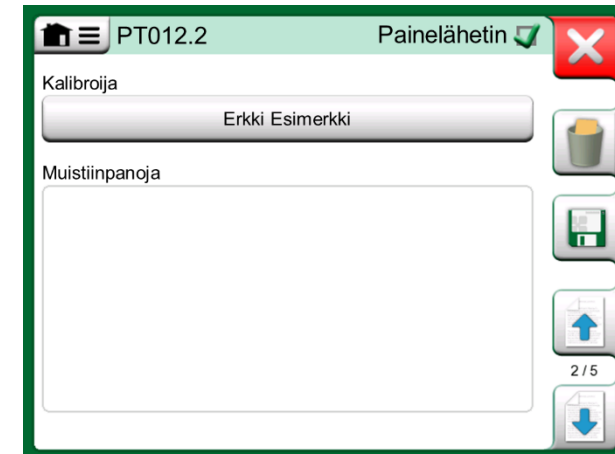 PT012.2 Painelähetin
Kalibroija
Erkki Esimerkki
Muistiinpanoja
2/5